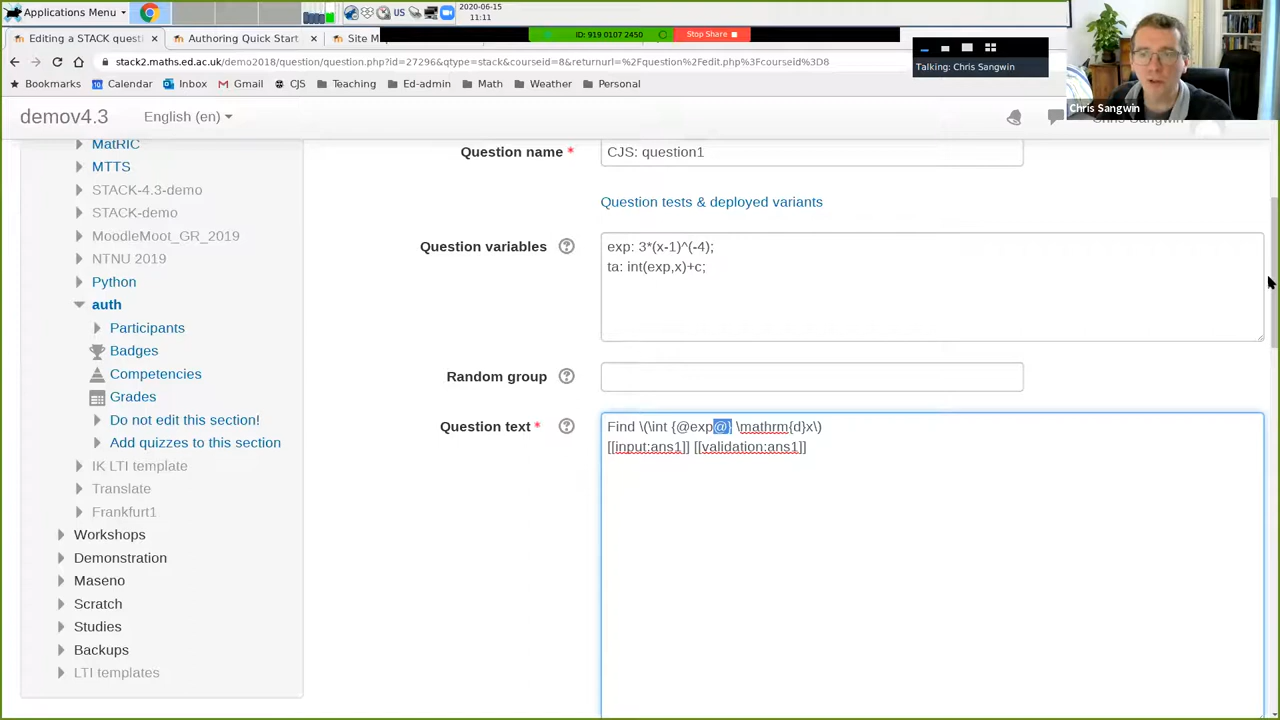 Applications Menu
US
2020-06-15
11:11
Editing a STACK questi
Authoring Quick Start
Site M
ID: 919 0107 2450
Stop Share
Talking: Chris Sangwin
stack2.maths.ed.ac.uk/demo2018/question/question.php?id=27296&qtype=stack&courseid=8&returnurl=%2Fquestion%2Fedit.php%3Fcourseid%3D8
Bookmarks
Calendar
Inbox
Gmail
CJS
Teaching
Ed-admin
Math
Weather
Personal
Chris Sangwin
demov4.3
English (en)
Chris Sangwin
MatRIC
MTTS
STACK-4.3-demo
STACK-demo
MoodleMoot_GR_2019
NTNU 2019
Python
auth
Participants
Badges
Competencies
Grades
Do not edit this section!
Add quizzes to this section
IK LTI template
Translate
Frankfurt1
Workshops
Demonstration
Maseno
Scratch
Studies
Backups
LTI templates
Question name *
CJS: question1
Question tests & deployed variants
Question variables
exp: 3*(x-1)^(-4);
ta: int(exp,x)+c;
Random group
Question text *
Find \(\int {@exp@} \mathrm{d}x\)
[[input:ans1]] [[validation:ans1]]